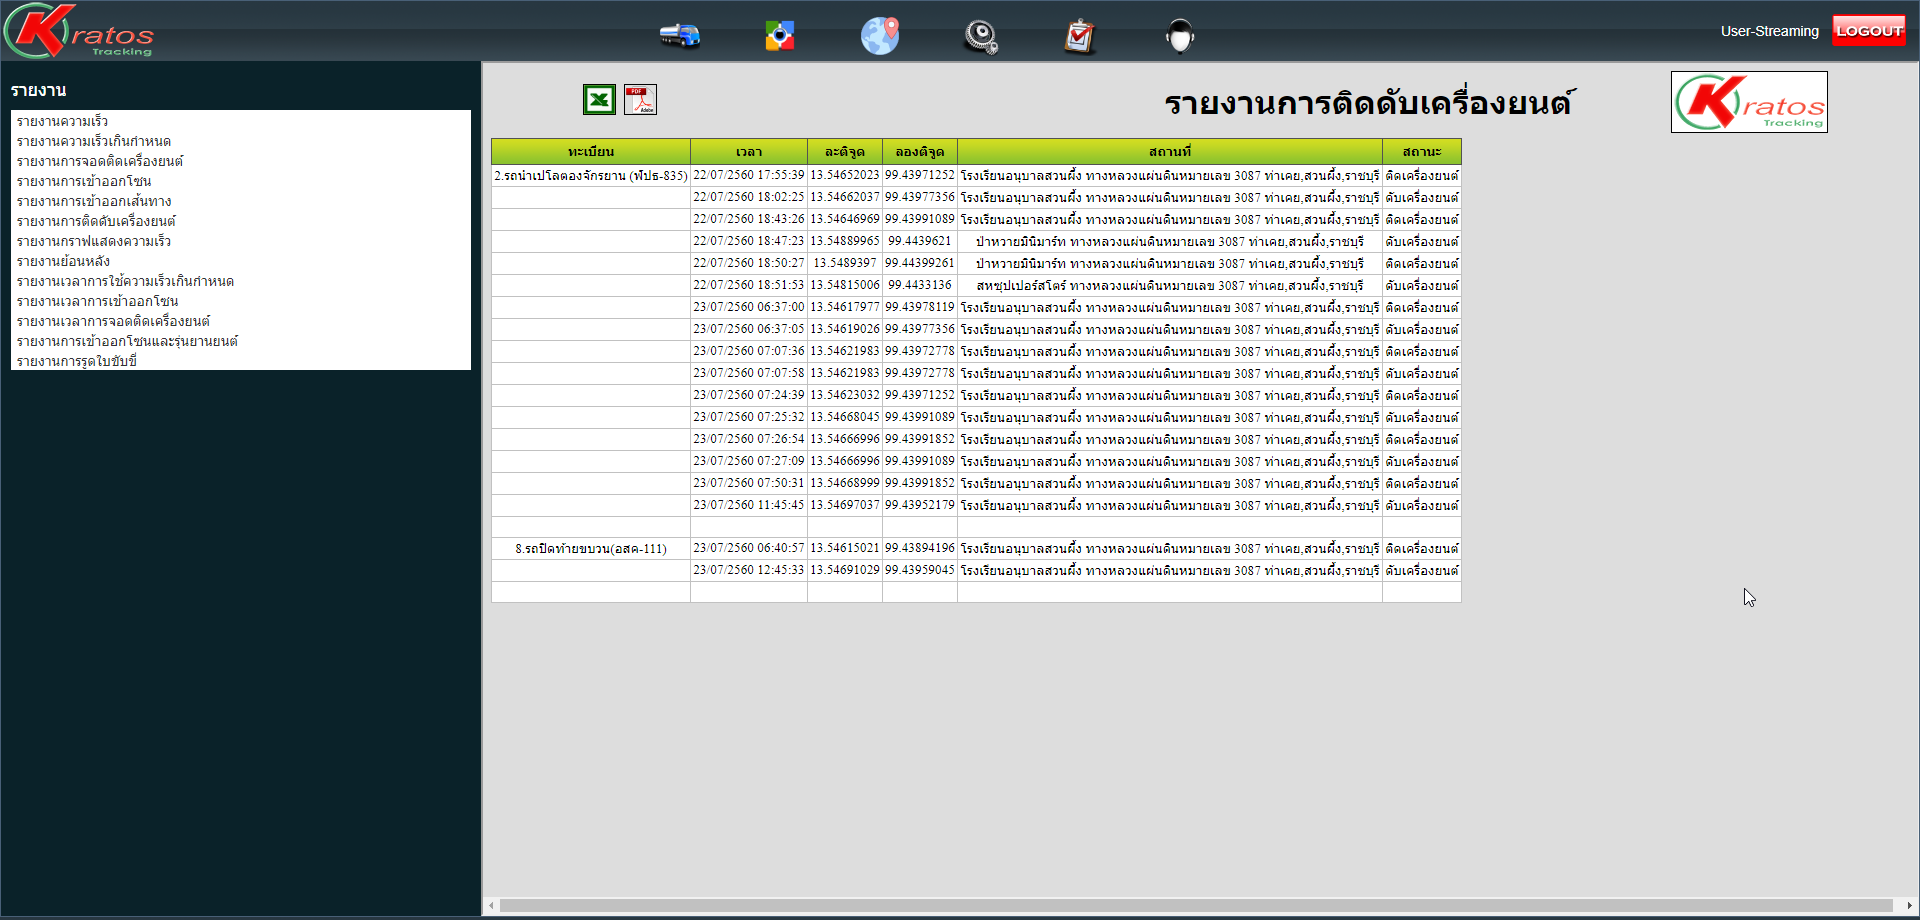 Kratos
Tracking
User-Streaming
LOGOUT
รายงาน
รายงานความเร็ว
รายงานความเร็วเกินกำหนด
รายงานการจอดติดเครื่องยนต์
รายงานการเข้าออกโซน
รายงานการเข้าออกเส้นทาง
รายงานการติดดับเครื่องยนต์
รายงานกราฟแสดงความเร็ว
รายงานย้อนหลัง
รายงานเวลาการใช้ความเร็วเกินกำหนด
รายงานเวลาการเข้าออกโซน
รายงานเวลาการจอดติดเครื่องยนต์
รายงานการเข้าออกโซนและรุ่นยานยนต์
รายงานการรูดใบขับขี่
PDF
Adobe
รายงานการติดดับเครื่องยนต์
Kratos
Tracking
ทะเบียน เวลา ละติจูด ลองติจูด สถานที่ สถานะ
2.รถนำเปโลตองจักรยาน (ฬปธ-835) 22/07/2560 17:55:39 13.54652023 99.43971252 โรงเรียนอนุบาลสวนผึ้ง ทางหลวงแผ่นดินหมายเลข 3087 ท่าเคย,สวนผึ้ง,ราชบุรี ติดเครื่องยนต์
22/07/2560 18:02:25 13.54662037 99.43977356 โรงเรียนอนุบาลสวนผึ้ง ทางหลวงแผ่นดินหมายเลข 3087 ท่าเคย,สวนผึ้ง,ราชบุรี ดับเครื่องยนต์
22/07/2560 18:43:26 13.54646969 99.43991089 โรงเรียนอนุบาลสวนผึ้ง ทางหลวงแผ่นดินหมายเลข 3087 ท่าเคย,สวนผึ้ง,ราชบุรี ติดเครื่องยนต์
22/07/2560 18:47:23 13.54889965 99.4439621 ป่าหวายมินิมาร์ท ทางหลวงแผ่นดินหมายเลข 3087 ท่าเคย,สวนผึ้ง,ราชบุรี ดับเครื่องยนต์
22/07/2560 18:50:27 13.5489397 99.44399261 ป่าหวายมินิมาร์ท ทางหลวงแผ่นดินหมายเลข 3087 ท่าเคย,สวนผึ้ง,ราชบุรี ติดเครื่องยนต์
22/07/2560 18:51:53 13.54815006 99.4433136 สหซุปเปอร์สโตร์ ทางหลวงแผ่นดินหมายเลข 3087 ท่าเคย,สวนผึ้ง,ราชบุรี ดับเครื่องยนต์
23/07/2560 06:37:00 13.54617977 99.43978119 โรงเรียนอนุบาลสวนผึ้ง ทางหลวงแผ่นดินหมายเลข 3087 ท่าเคย,สวนผึ้ง,ราชบุรี ติดเครื่องยนต์
23/07/2560 06:37:05 13.54619026 99.43977356 โรงเรียนอนุบาลสวนผึ้ง ทางหลวงแผ่นดินหมายเลข 3087 ท่าเคย,สวนผึ้ง,ราชบุรี ดับเครื่องยนต์
23/07/2560 07:07:36 13.54621983 99.43972778 โรงเรียนอนุบาลสวนผึ้ง ทางหลวงแผ่นดินหมายเลข 3087 ท่าเคย,สวนผึ้ง,ราชบุรี ติดเครื่องยนต์
23/07/2560 07:07:58 13.54621983 99.43972778 โรงเรียนอนุบาลสวนผึ้ง ทางหลวงแผ่นดินหมายเลข 3087 ท่าเคย,สวนผึ้ง,ราชบุรี ดับเครื่องยนต์
23/07/2560 07:24:39 13.54623032 99.43971252 โรงเรียนอนุบาลสวนผึ้ง ทางหลวงแผ่นดินหมายเลข 3087 ท่าเคย,สวนผึ้ง,ราชบุรี ติดเครื่องยนต์
23/07/2560 07:25:32 13.54668045 99.43991089 โรงเรียนอนุบาลสวนผึ้ง ทางหลวงแผ่นดินหมายเลข 3087 ท่าเคย,สวนผึ้ง,ราชบุรี ดับเครื่องยนต์
23/07/2560 07:26:54 13.54666996 99.43991852 โรงเรียนอนุบาลสวนผึ้ง ทางหลวงแผ่นดินหมายเลข 3087 ท่าเคย,สวนผึ้ง,ราชบุรี ติดเครื่องยนต์
23/07/2560 07:27:09 13.54666996 99.43991089 โรงเรียนอนุบาลสวนผึ้ง ทางหลวงแผ่นดินหมายเลข 3087 ท่าเคย,สวนผึ้ง,ราชบุรี ดับเครื่องยนต์
23/07/2560 07:50:31 13.54668999 99.43991852 โรงเรียนอนุบาลสวนผึ้ง ทางหลวงแผ่นดินหมายเลข 3087 ท่าเคย,สวนผึ้ง,ราชบุรี ติดเครื่องยนต์
23/07/2560 11:45:45 13.54697037 99.43952179 โรงเรียนอนุบาลสวนผึ้ง ทางหลวงแผ่นดินหมายเลข 3087 ท่าเคย,สวนผึ้ง,ราชบุรี ดับเครื่องยนต์
8.รถปิดท้ายขบวน(อสค-111) 23/07/2560 06:40:57 13.54615021 99.43894196 โรงเรียนอนุบาลสวนผึ้ง ทางหลวงแผ่นดินหมายเลข 3087 ท่าเคย,สวนผึ้ง,ราชบุรี ติดเครื่องยนต์
23/07/2560 12:45:33 13.54691029 99.43959045 โรงเรียนอนุบาลสวนผึ้ง ทางหลวงแผ่นดินหมายเลข 3087 ท่าเคย,สวนผึ้ง,ราชบุรี ดับเครื่องยนต์